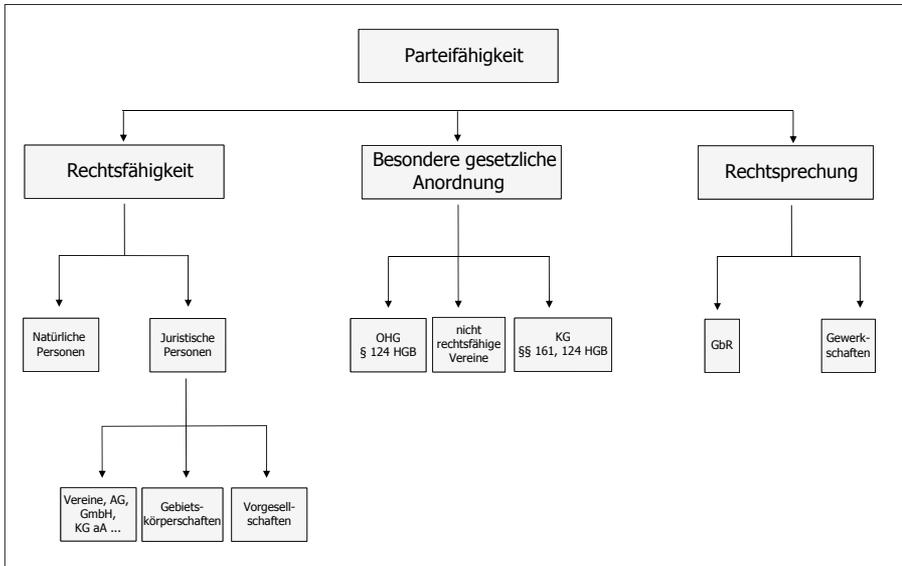 Parteifähigkeit
Rechtsfähigkeit
Besondere gesetzliche
Anordnung
Rechtsprechung
Natürliche
Personen
Juristische
Personen
OHG
§ 124 HGB
nicht
rechtsfähige
Vereine
KG
§§ 161, 124 HGB
GbR
Gewerk-
schaften
Vereine, AG,
GmbH,
KG aA ...
Gebiets-
körperschaften
Vorgesell-
schaften